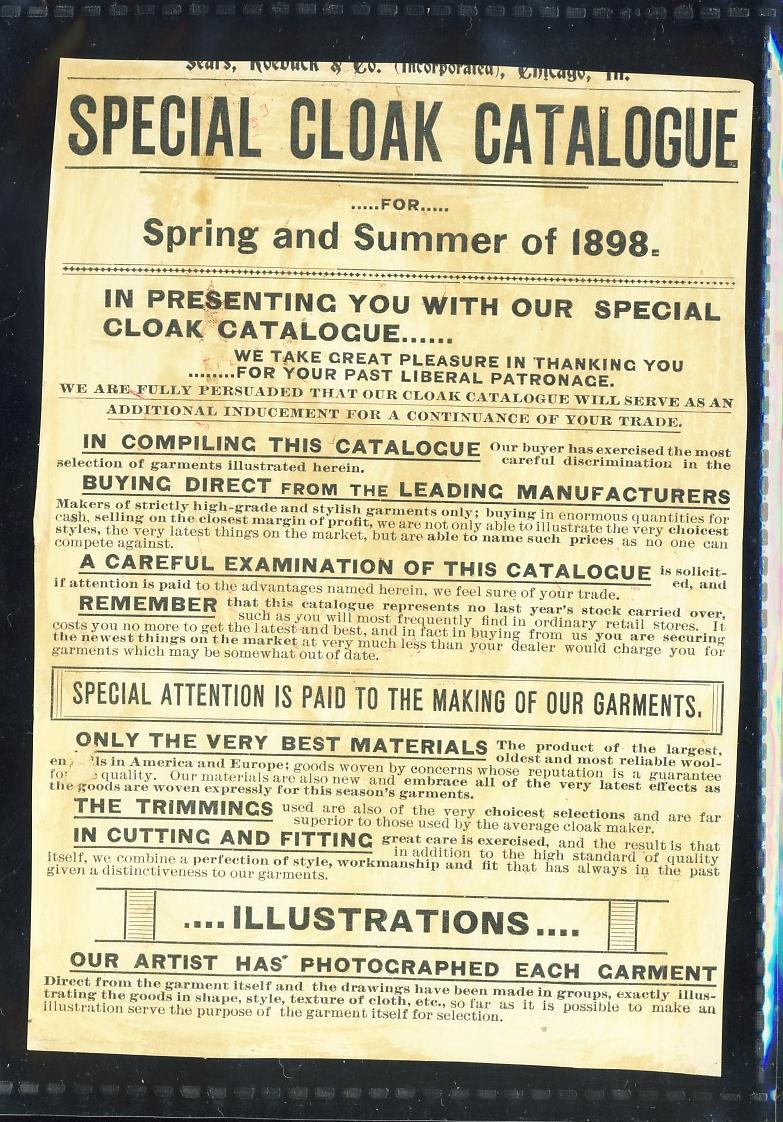 Sears, Roebuck & Co. (Incorporated), Chicago, Ill.
SPECIAL CLOAK CATALOGUE
.....FOR.....
Spring and Summer of 1898.
IN PRESENTING YOU WITH OUR SPECIAL
CLOAK CATALOGUE......
WE TAKE GREAT PLEASURE IN THANKING YOU
........FOR YOUR PAST LIBERAL PATRONAGE.
WE ARE FULLY PERSUADED THAT OUR CLOAK CATALOGUE WILL SERVE AS AN
ADDITIONAL INDUCEMENT FOR A CONTINUANCE OF YOUR TRADE.
IN COMPILING THIS CATALOGUE Our buyer has exercised the most
careful discrimination in the
selection of garments illustrated herein.
BUYING DIRECT FROM THE LEADING MANUFACTURERS
Makers of strictly high-grade and stylish garments only; buying in enormous quantities for
cash, selling on the closest margin of profit, we are not only able to illustrate the very choicest
styles, the very latest things on the market, but are able to name such prices as no one can
compete against.
A CAREFUL EXAMINATION OF THIS CATALOGUE is solicit-
ed, and
if attention is paid to the advantages named herein, we feel sure of your trade.
REMEMBER that this catalogue represents no last year's stock carried over,
such as you will most frequently find in ordinary retail stores. It
costs you no more to get the latest and best, and in fact in buying from us you are securing
the newest things on the market at very much less than your dealer would charge you for
garments which may be somewhat out of date.
SPECIAL ATTENTION IS PAID TO THE MAKING OF OUR GARMENTS.
ONLY THE VERY BEST MATERIALS The product of the largest,
oldest and most reliable wool-
en lls in America and Europe; goods woven by concerns whose reputation is a guarantee
fo quality. Our materials are also new and embrace all of the very latest effects as
the goods are woven expressly for this season's garments.
THE TRIMMINGS used are also of the very choicest selections and are far
superior to those used by the average cloak maker.
IN CUTTING AND FITTING great care is exercised, and the result is that
in addition to the high standard of quality
itself, we combine a perfection of style, workmanship and fit that has always in the past
given a distinctiveness to our garments.
....ILLUSTRATIONS....
OUR ARTIST HAS PHOTOGRAPHED EACH GARMENT
Direct from the garment itself and the drawings have been made in groups, exactly illus-
trating the goods in shape, style, texture of cloth, etc., so far as it is possible to make an
illustration serve the purpose of the garment itself for selection.